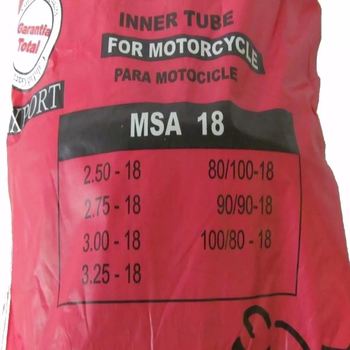 Garantia
Total
INNER TUBE
FOR MOTORCYCLE
PARA MOTOCICLE
MSA 18
2.50 - 18 80/100-18
2.75 - 18 90/90-18
3.00 - 18 100/80 - 18
3.25 - 18